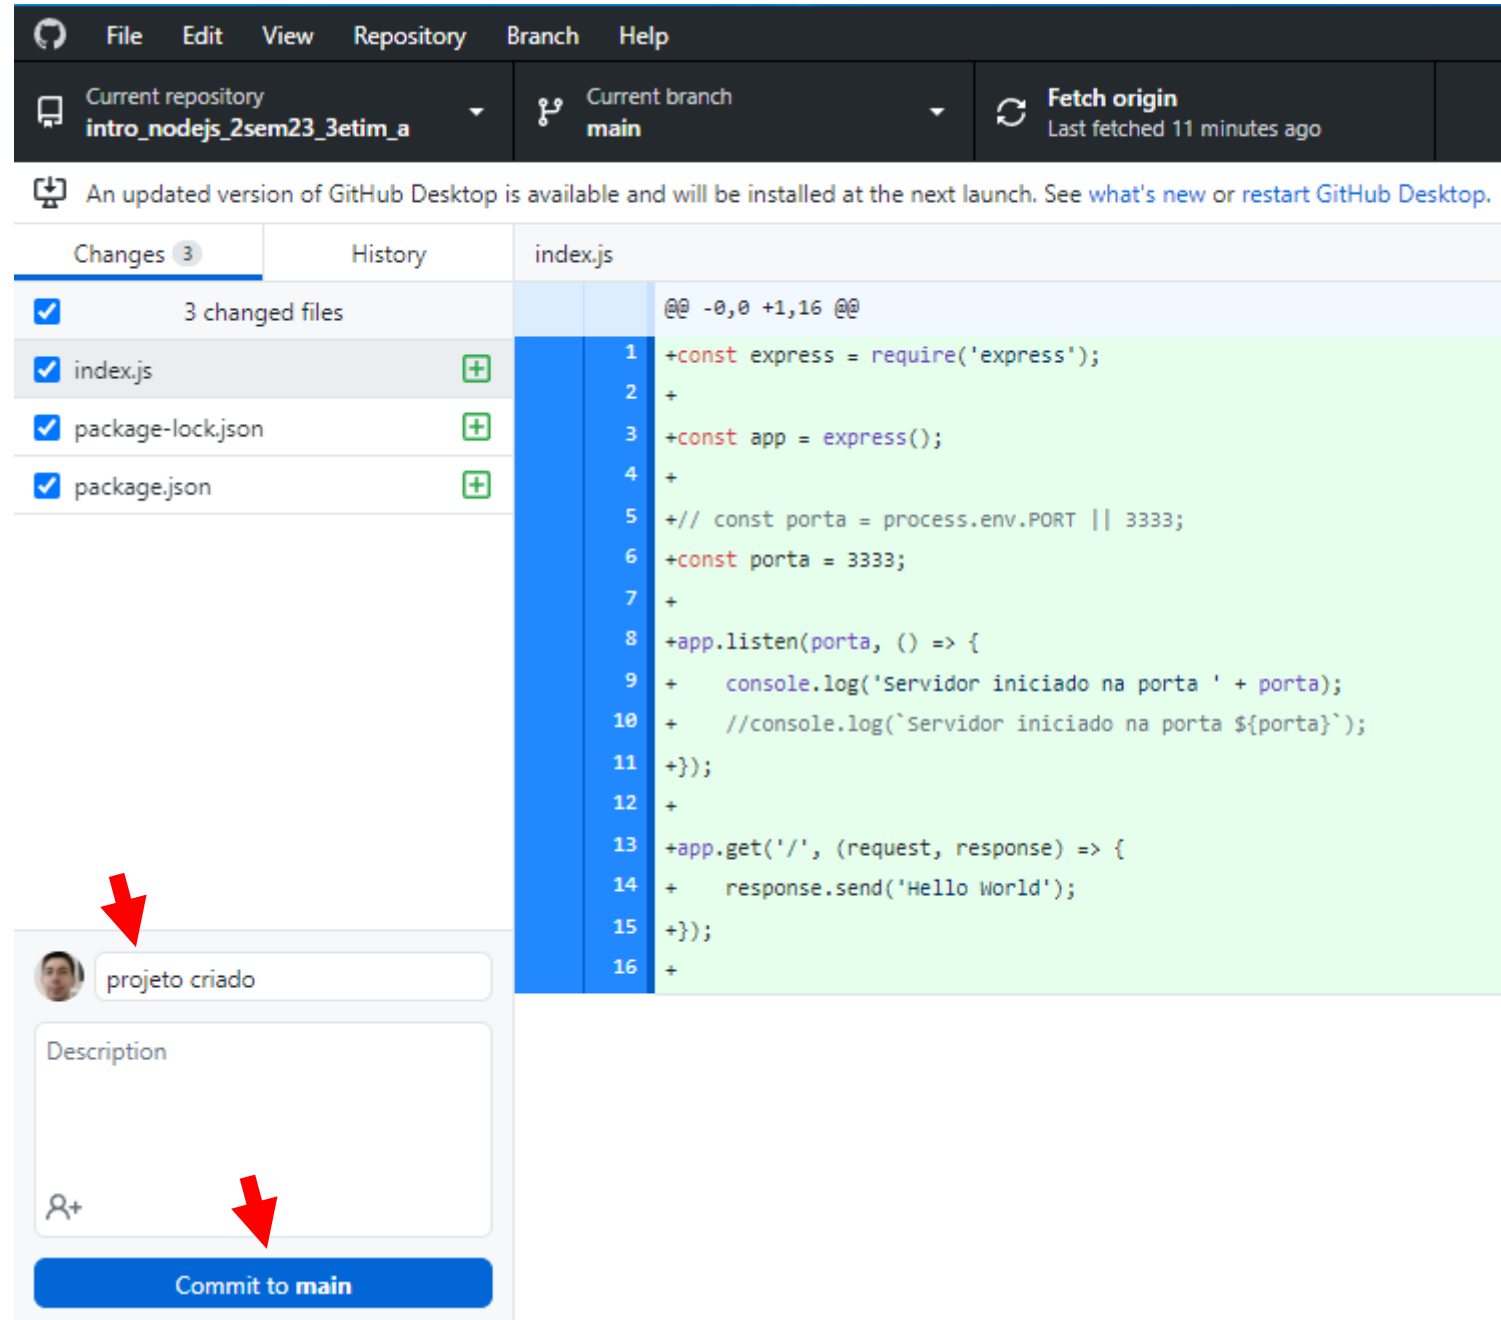 File Edit View Repository Branch Help
Current repository
intro_nodejs_2sem23_3etim_a
Current branch
main
Fetch origin
Last fetched 11 minutes ago
An updated version of GitHub Desktop is available and will be installed at the next launch. See what's new or restart GitHub Desktop.
Changes 3 History
3 changed files
index.js
package-lock.json
package.json
projeto criado
Description
Commit to main
index.js
@@ -0,0 +1,16 @@
1 +const express = require('express');
2 +
3 +const app = express();
4 +
5 +// const porta = process.env.PORT || 3333;
6 +const porta = 3333;
7 +
8 +app.listen(porta, () => {
9 +    console.log('Servidor iniciado na porta ' + porta);
10 +    //console.log(`Servidor iniciado na porta ${porta}`);
11 +});
12 +
13 +app.get('/', (request, response) => {
14 +    response.send('Hello World');
15 +});
16 +